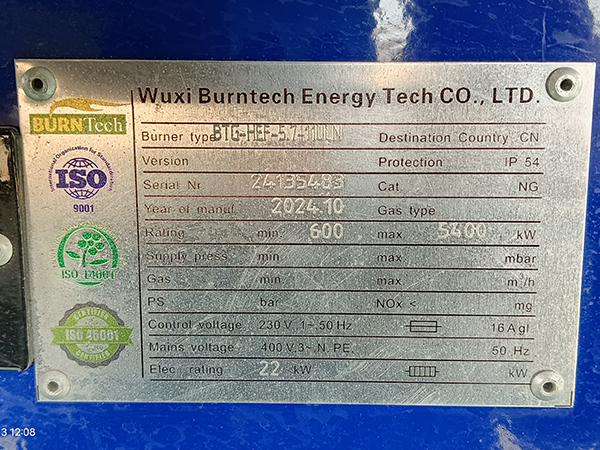 Wuxi Burntech Energy Tech CO., LTD.
BURNTech
Burner type BTG-HEF-5.7-11ULN Destination Country CN
Version Protection IP 54
ISO
9001
Serial Nr 24135483 Cat. NG
Year of manuf 2024.10 Gas type
Rating min 600 max 5400 kW
ISO 14001
Supply press min. max. mbar
Gas min. max. m³/h
PS bar NOx < mg
CERTIFIED
ISO 45001
CERTIFIED
Control voltage 230 V, 1~ 50 Hz 16 A gl
Mains voltage 400 V, 3~, N, PE, 50 Hz
Elec rating 22 kW kW
3 12:08